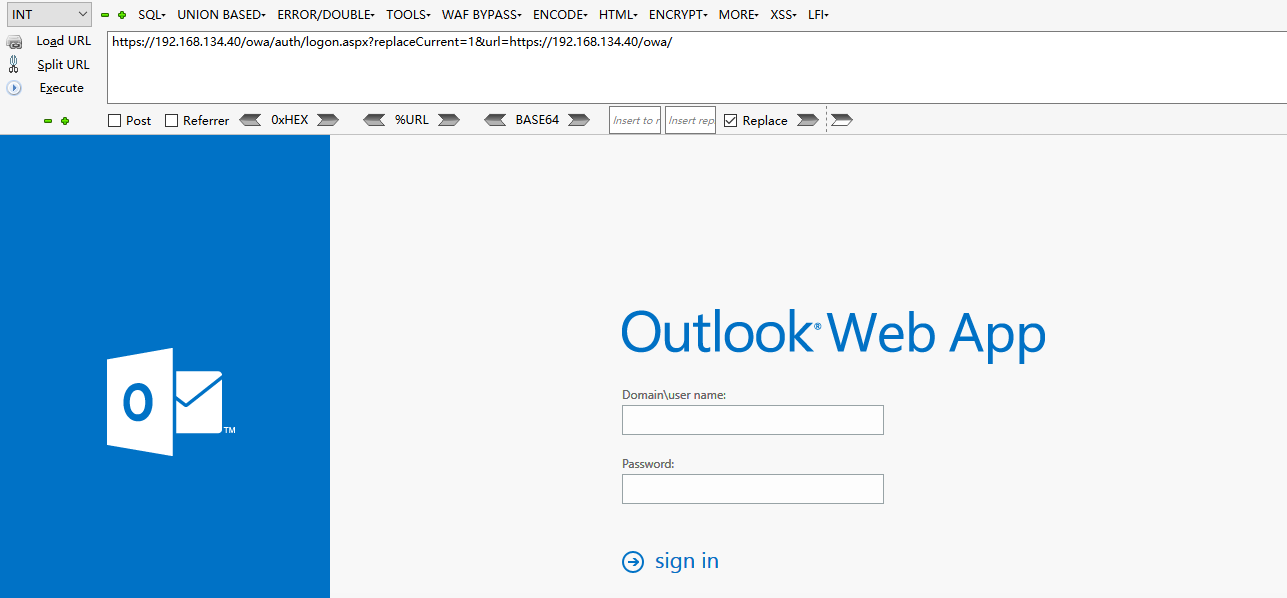 INT SQL UNION BASED ERROR/DOUBLE TOOLS WAF BYPASS ENCODE HTML ENCRYPT MORE XSS LFI
Load URL https://192.168.134.40/owa/auth/logon.aspx?replaceCurrent=1&url=https://192.168.134.40/owa/
Split URL
Execute
Post Referrer 0xHEX %URL BASE64 Insert to r Insert repl Replace
Outlook® Web App
O
TM
Domain\user name:
Password:
sign in